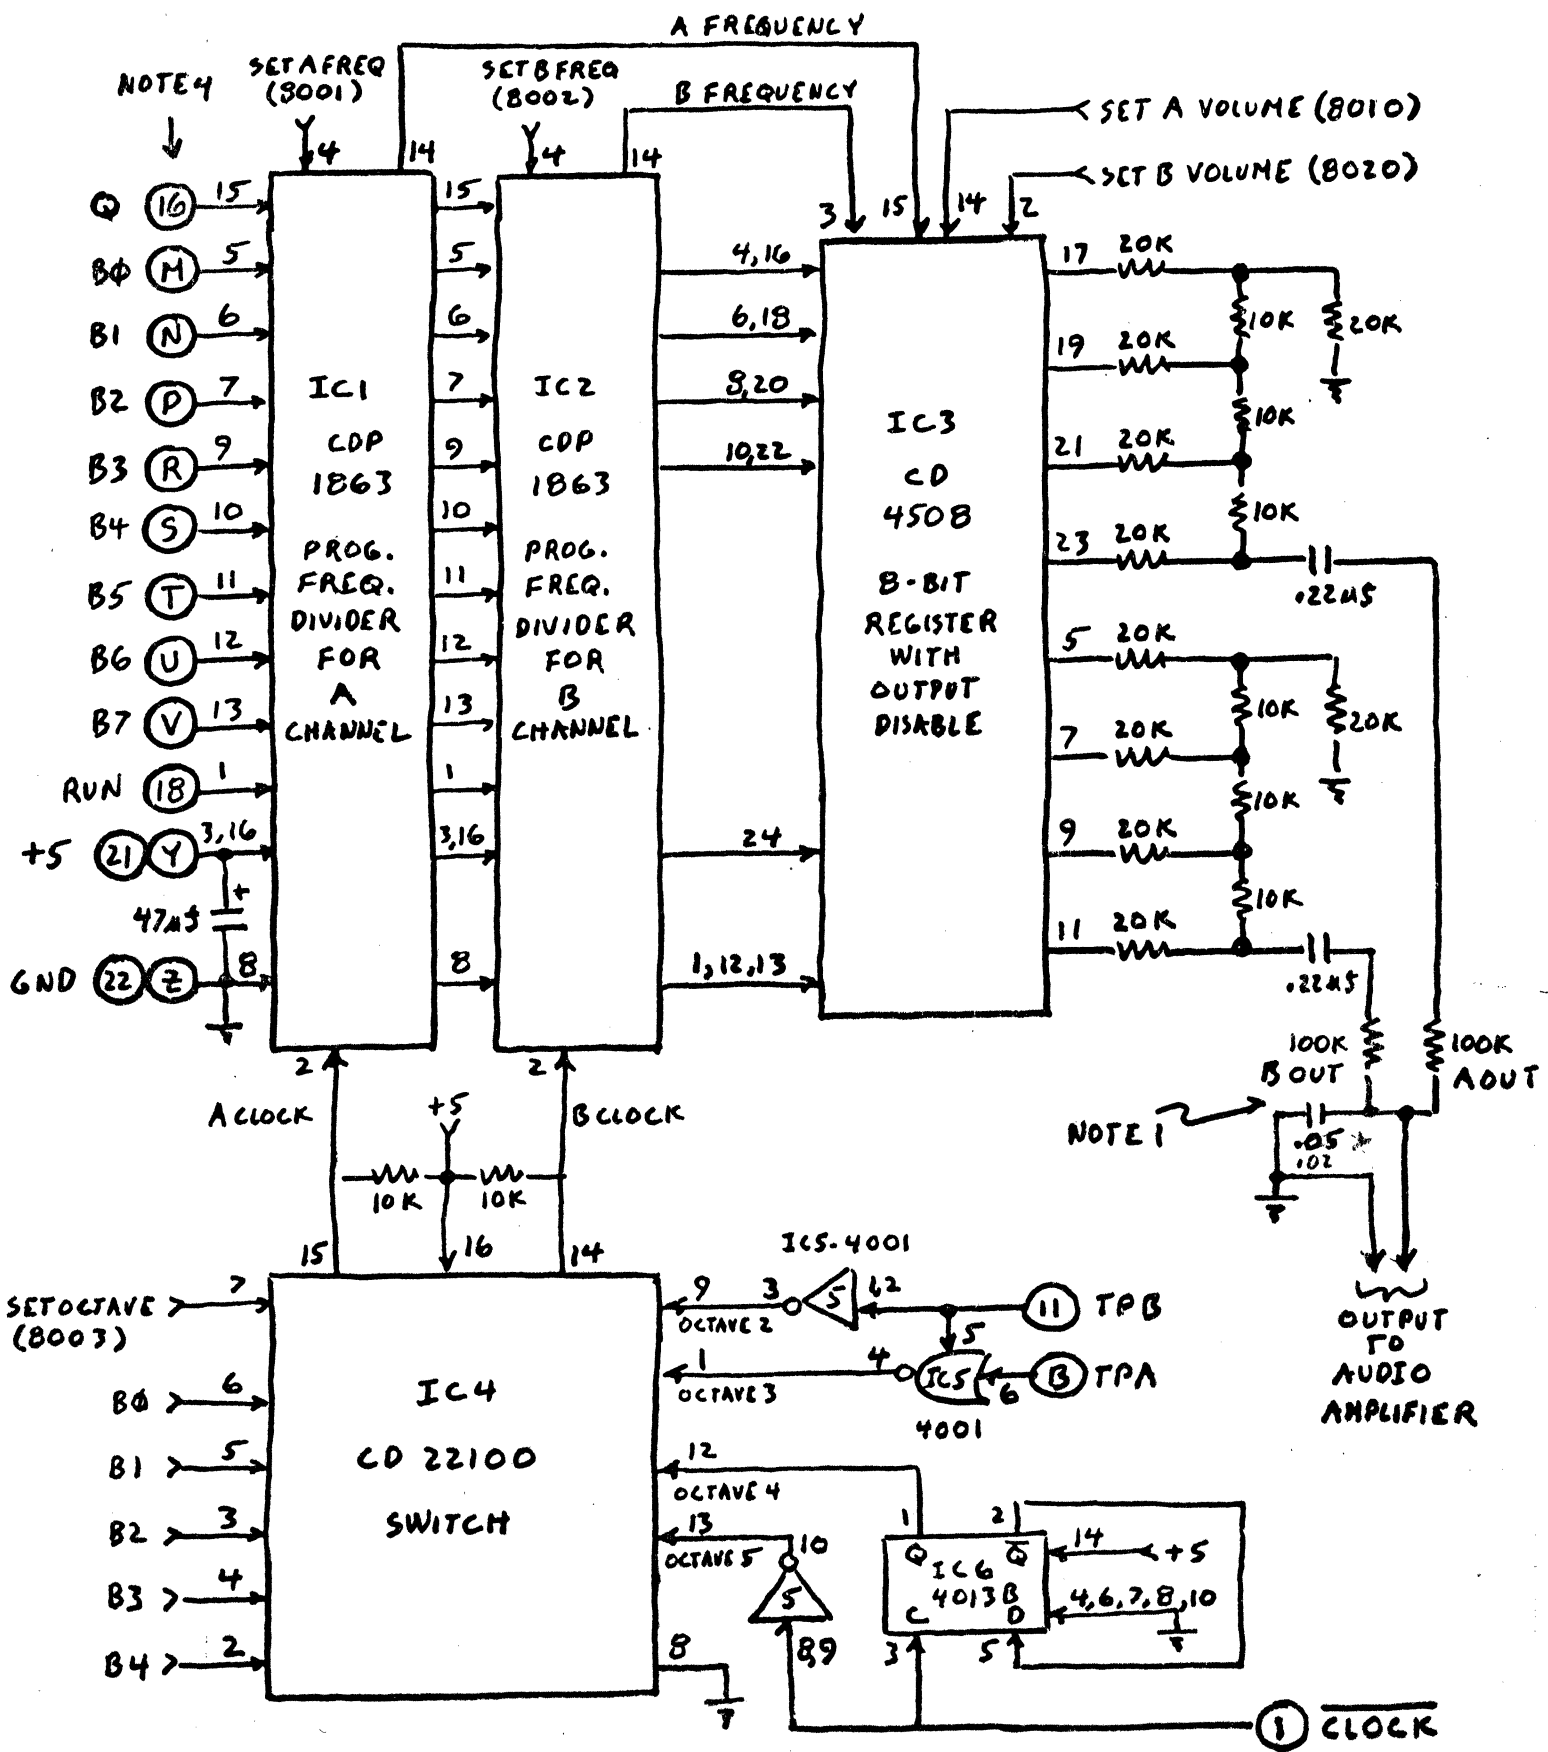 A FREQUENCY
NOTE 4
SET A FREQ
(8001)
SET B FREQ
(8002)
B FREQUENCY
SET A VOLUME (8010)
SET B VOLUME (8020)
4 14
4 14
3 15 14 2
Q 16 15
15
BØ M 5
5
4,16
17 20K
B1 N 6
6
6,18
10K 20K
19 20K
B2 P 7
7
8,20
10K
B3 R 9
9
10,22
21 20K
B4 S 10
10
10K
23 20K
.22µf
B5 T 11
11
B6 U 12
12
5 20K
B7 V 13
13
10K 20K
7 20K
RUN 18 1
1
10K
+5 21 Y 3,16
3,16
24
9 20K
+
47µf
10K
11 20K
GND 22 Z 8
8
1,12,13
.22µf
IC1
CDP
1863
PROG.
FREQ.
DIVIDER
FOR
A
CHANNEL
IC2
CDP
1863
PROG.
FREQ.
DIVIDER
FOR
B
CHANNEL
IC3
CD
4508
8-BIT
REGISTER
WITH
OUTPUT
DISABLE
2
2
100K
B OUT
100K
A OUT
A CLOCK
+5
B CLOCK
NOTE 1
.05
.02
10K 10K
15 16 14
OUTPUT
TO
AUDIO
AMPLIFIER
SET OCTAVE
(8003)
7
BØ 6
B1 5
B2 3
B3 4
B4 2
IC4
CD 22100
SWITCH
IC5-4001
9 3 5 1,2 11 TPB
OCTAVE 2
5
1 4 IC5 6 B TPA
OCTAVE 3
4001
12
OCTAVE 4
13
OCTAVE 5
10
5
8,9
8
1 2
Q Q
IC6
4013B
C D
14 +5
4,6,7,8,10
3 5
1 CLOCK